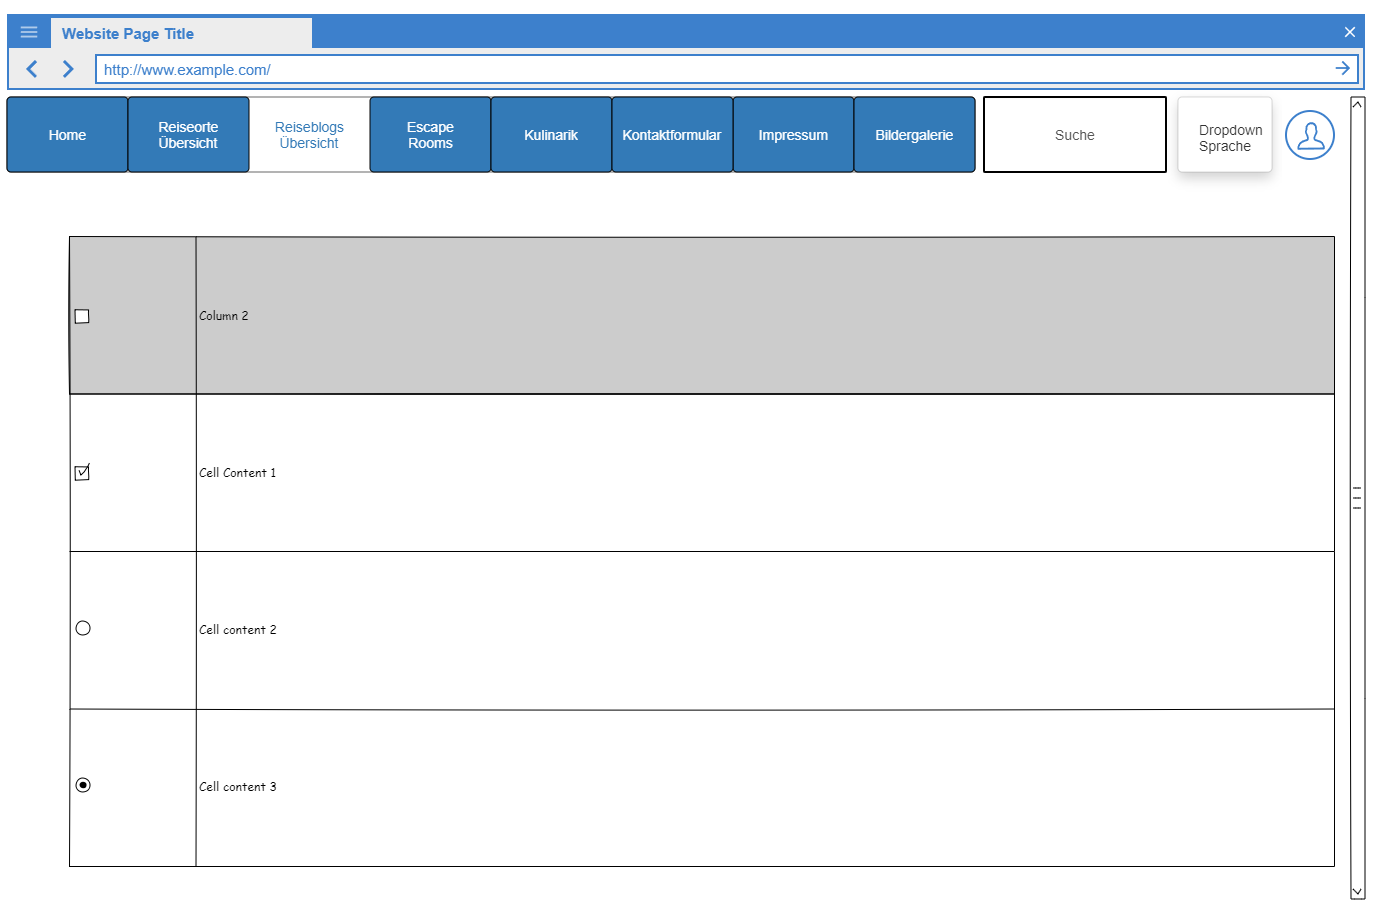 Website Page Title
http://www.example.com/
Home
Reiseorte
Übersicht
Reiseblogs
Übersicht
Escape
Rooms
Kulinarik
Kontaktformular
Impressum
Bildergalerie
Suche
Dropdown
Sprache
Column 2
Cell Content 1
Cell content 2
Cell content 3